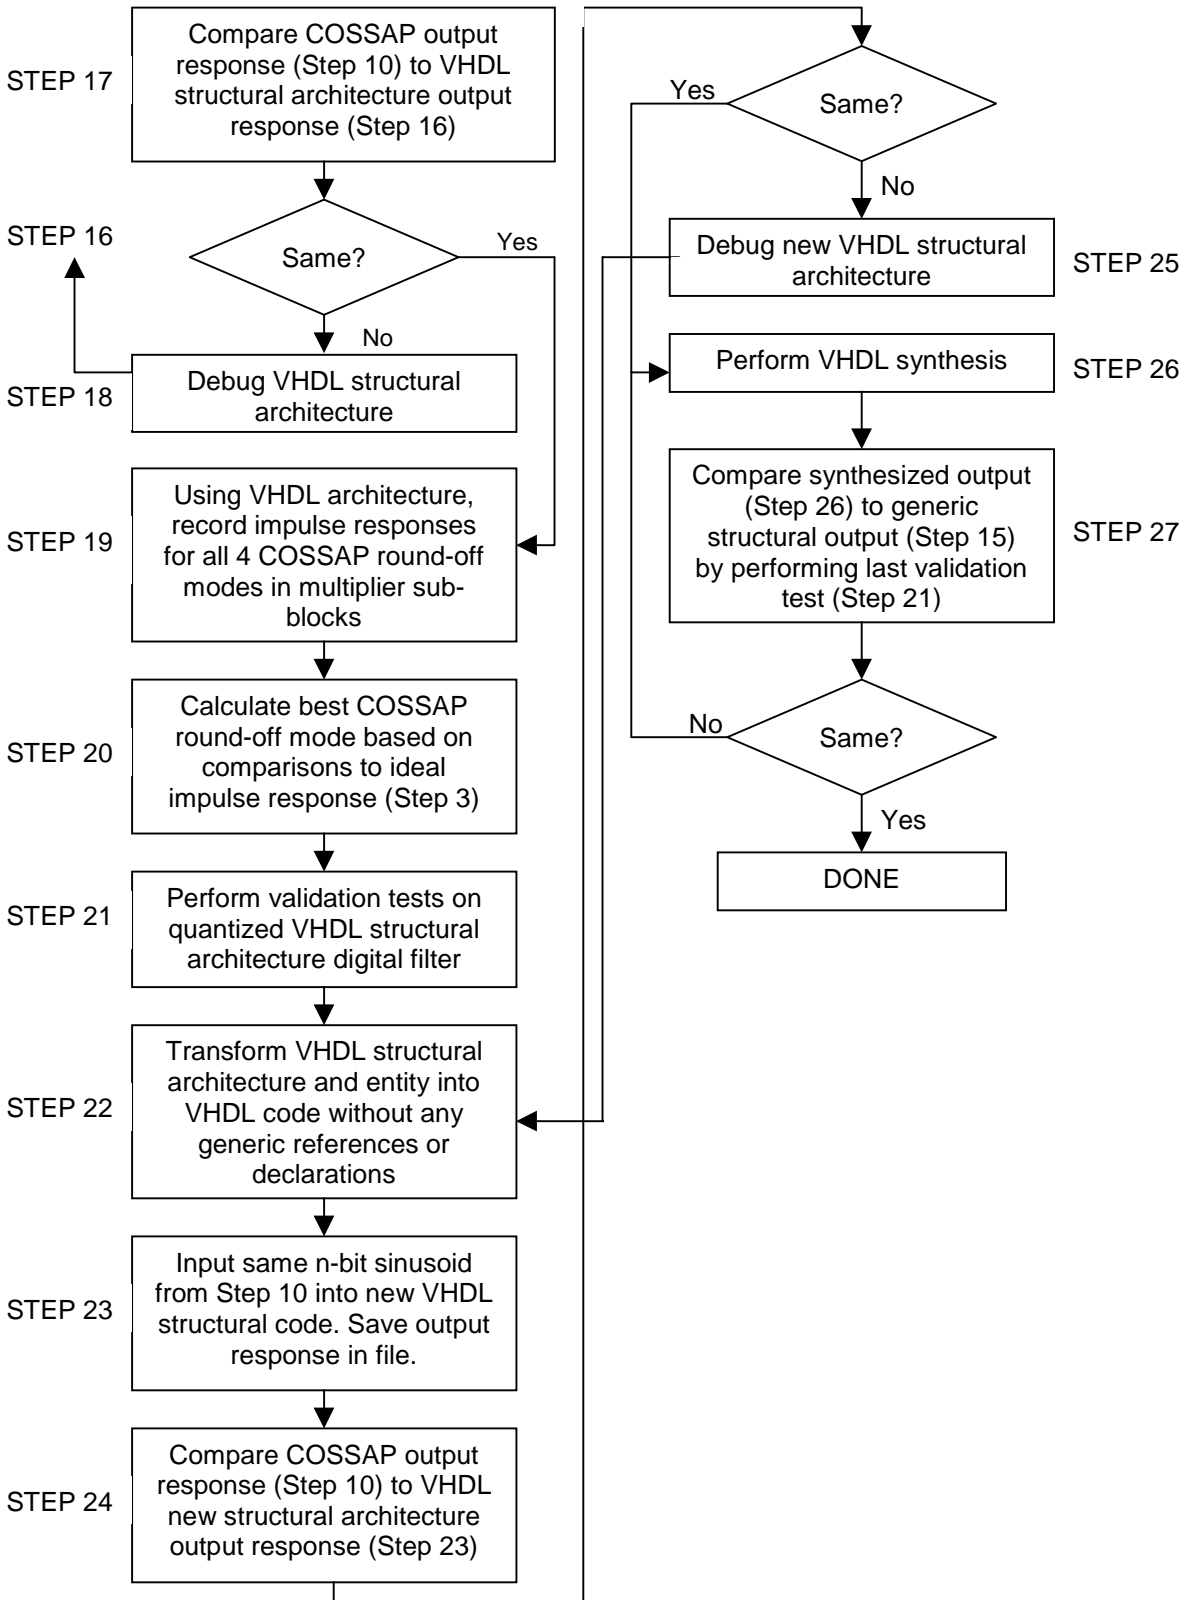 STEP 17
Compare COSSAP output
response (Step 10) to VHDL
structural architecture output
response (Step 16)
STEP 16
Same?
Yes
No
STEP 18
Debug VHDL structural
architecture
STEP 19
Using VHDL architecture,
record impulse responses
for all 4 COSSAP round-off
modes in multiplier sub-
blocks
STEP 20
Calculate best COSSAP
round-off mode based on
comparisons to ideal
impulse response (Step 3)
STEP 21
Perform validation tests on
quantized VHDL structural
architecture digital filter
STEP 22
Transform VHDL structural
architecture and entity into
VHDL code without any
generic references or
declarations
STEP 23
Input same n-bit sinusoid
from Step 10 into new VHDL
structural code. Save output
response in file.
STEP 24
Compare COSSAP output
response (Step 10) to VHDL
new structural architecture
output response (Step 23)
Yes
Same?
No
Debug new VHDL structural
architecture
STEP 25
Perform VHDL synthesis
STEP 26
Compare synthesized output
(Step 26) to generic
structural output (Step 15)
by performing last validation
test (Step 21)
STEP 27
No
Same?
Yes
DONE